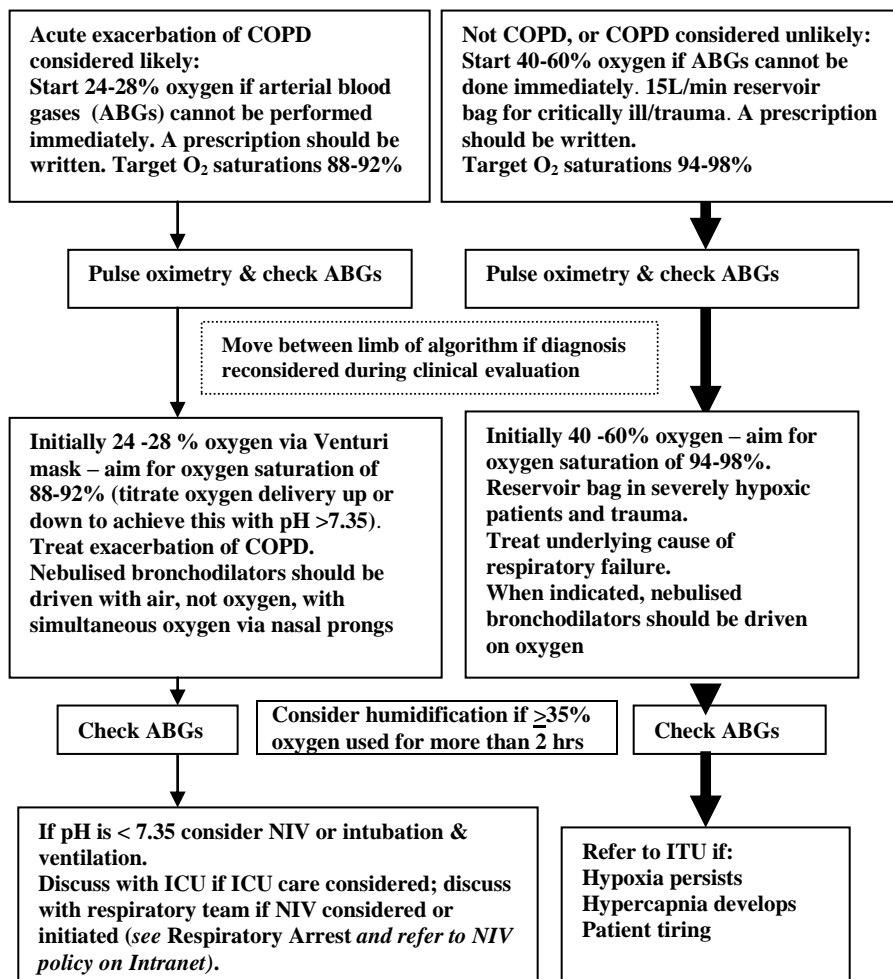 Acute exacerbation of COPD
considered likely:
Start 24-28% oxygen if arterial blood
gases (ABGs) cannot be performed
immediately. A prescription should be
written. Target O₂ saturations 88-92%
Not COPD, or COPD considered unlikely:
Start 40-60% oxygen if ABGs cannot be
done immediately. 15L/min reservoir
bag for critically ill/trauma. A prescription
should be written.
Target O₂ saturations 94-98%
Pulse oximetry & check ABGs
Pulse oximetry & check ABGs
Move between limb of algorithm if diagnosis
reconsidered during clinical evaluation
Initially 24 -28 % oxygen via Venturi
mask – aim for oxygen saturation of
88-92% (titrate oxygen delivery up or
down to achieve this with pH >7.35).
Treat exacerbation of COPD.
Nebulised bronchodilators should be
driven with air, not oxygen, with
simultaneous oxygen via nasal prongs
Initially 40 -60% oxygen – aim for
oxygen saturation of 94-98%.
Reservoir bag in severely hypoxic
patients and trauma.
Treat underlying cause of
respiratory failure.
When indicated, nebulised
bronchodilators should be driven
on oxygen
Check ABGs
Consider humidification if ≥35%
oxygen used for more than 2 hrs
Check ABGs
If pH is < 7.35 consider NIV or intubation &
ventilation.
Discuss with ICU if ICU care considered; discuss
with respiratory team if NIV considered or
initiated (see Respiratory Arrest and refer to NIV
policy on Intranet).
Refer to ITU if:
Hypoxia persists
Hypercapnia develops
Patient tiring